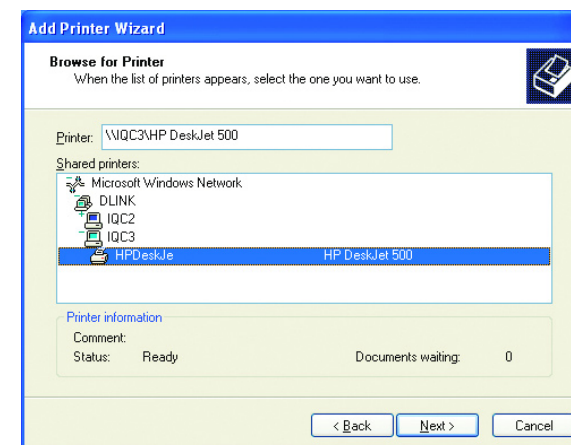 Add Printer Wizard
Browse for Printer
When the list of printers appears, select the one you want to use.
Printer: \\IQC3\HP DeskJet 500
Shared printers:
Microsoft Windows Network
DLINK
IQC2
IQC3
HPDeskJe HP DeskJet 500
Printer information
Comment:
Status: Ready Documents waiting: 0
< Back Next > Cancel